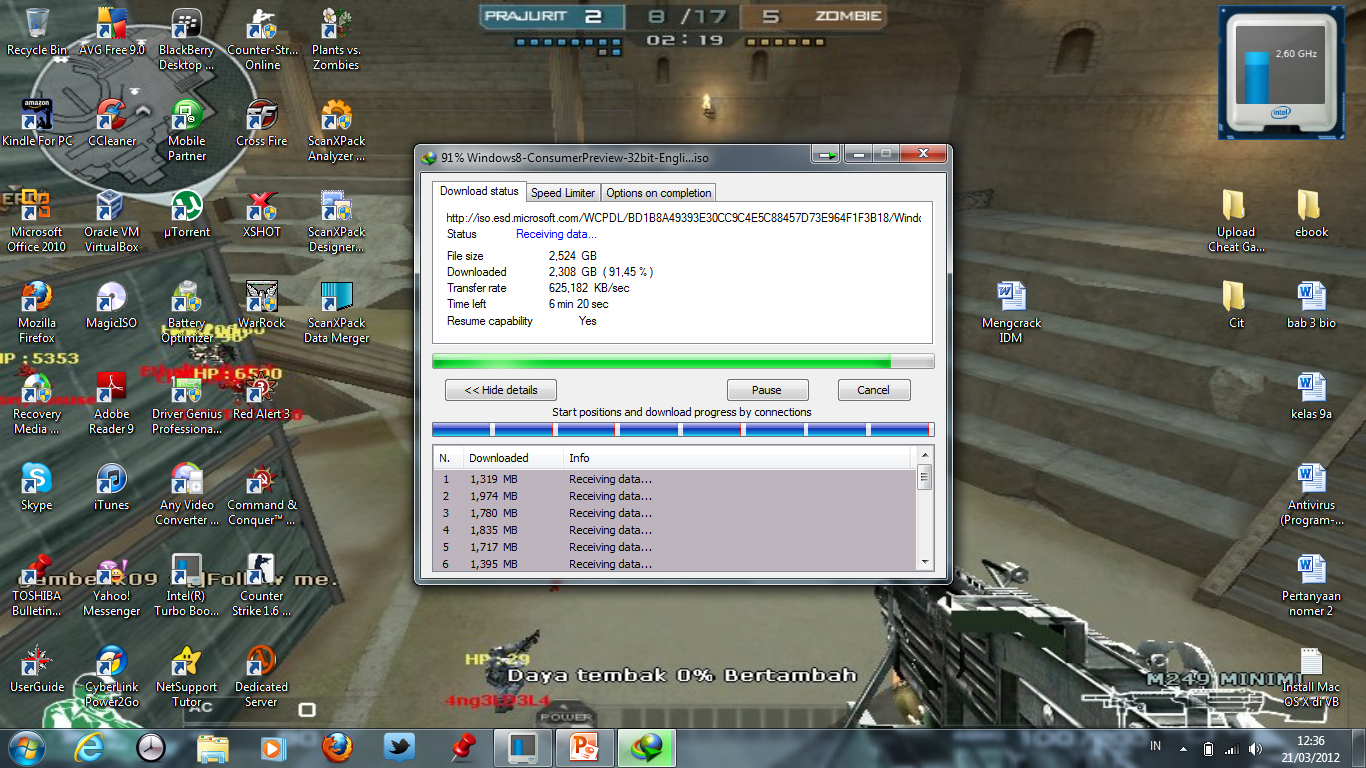 PRAJURIT 2 8 /17 5 ZOMBIE
02:19
2,60 GHz
intel
Recycle Bin
AVG Free 9.0
BlackBerry
Desktop ...
Counter-Str...
Online
Plants vs.
Zombies
amazon
Kindle For PC
CCleaner
Mobile
Partner
Cross Fire
ScanXPack
Analyzer ...
Microsoft
Office 2010
Oracle VM
VirtualBox
µTorrent
XSHOT
ScanXPack
Designer...
Mozilla
Firefox
MagicISO
Battery
Optimizer
WarRock
ScanXPack
Data Merger
HP : 5353
HP : 6500
Recovery
Media ...
Adobe
Reader 9
Driver Genius
Professiona...
Red Alert 3
Skype
iTunes
Any Video
Converter ...
Command &
Conquer™ ...
Follow me.
TOSHIBA
Bulletin...
Yahoo!
Messenger
Intel(R)
Turbo Boo...
Counter
Strike 1.6 ...
UserGuide
CyberLink
Power2Go
NetSupport
Tutor
Dedicated
Server
91% Windows8-ConsumerPreview-32bit-Engli...iso
Download status
Speed Limiter
Options on completion
http://iso.esd.microsoft.com/WCPDL/BD1B8A49393E30CC9C4E5C88457D73E964F1F3B18/Windo
Status Receiving data...
File size 2,524 GB
Downloaded 2,308 GB ( 91,45 % )
Transfer rate 625,182 KB/sec
Time left 6 min 20 sec
Resume capability Yes
<< Hide details
Pause
Cancel
Start positions and download progress by connections
N. Downloaded Info
1 1,319 MB Receiving data...
2 1,974 MB Receiving data...
3 1,780 MB Receiving data...
4 1,835 MB Receiving data...
5 1,717 MB Receiving data...
6 1,395 MB Receiving data...
Upload
Cheat Ga...
ebook
Mengcrack
IDM
Cit
bab 3 bio
kelas 9a
Antivirus
(Program-...
Pertanyaan
nomer 2
Install Mac
OS X di VB
HP : 29
Daya tembak 0% Bertambah
M249 MINIMI
POWER
IN
12:36
21/03/2012